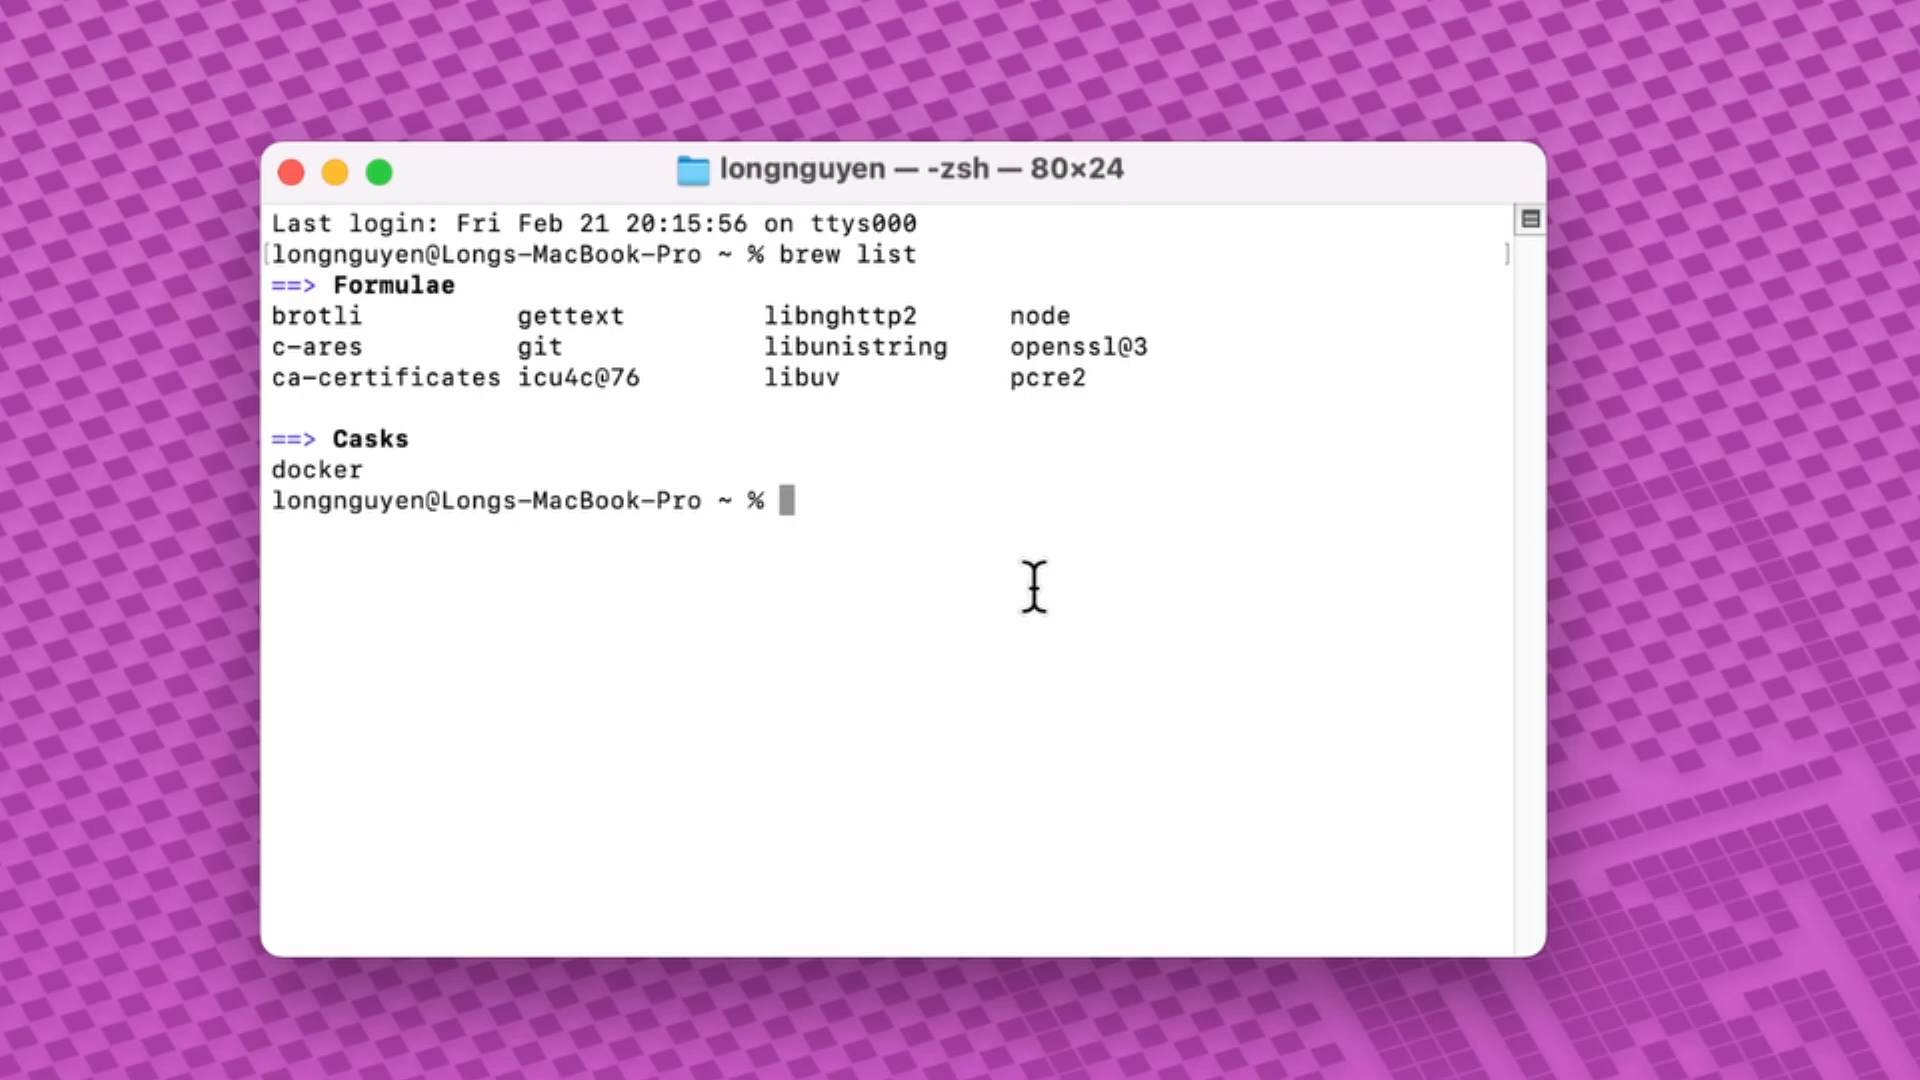 longnguyen — -zsh — 80×24
Last login: Fri Feb 21 20:15:56 on ttys000
[longnguyen@Longs-MacBook-Pro ~ % brew list ]
==> Formulae
brotli gettext libnghttp2 node
c-ares git libunistring openssl@3
ca-certificates icu4c@76 libuv pcre2
==> Casks
docker
longnguyen@Longs-MacBook-Pro ~ %